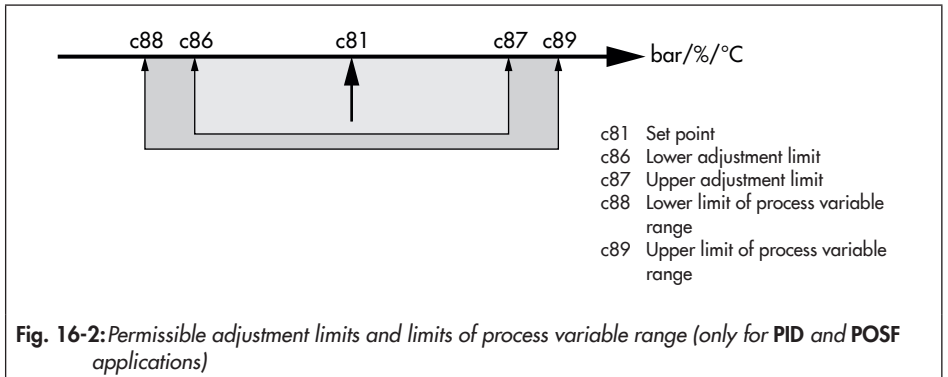 c88 c86 c81 c87 c89
bar/%/°C
c81 Set point
c86 Lower adjustment limit
c87 Upper adjustment limit
c88 Lower limit of process variable
range
c89 Upper limit of process variable
range
Fig. 16-2: Permissible adjustment limits and limits of process variable range (only for PID and POSF
applications)